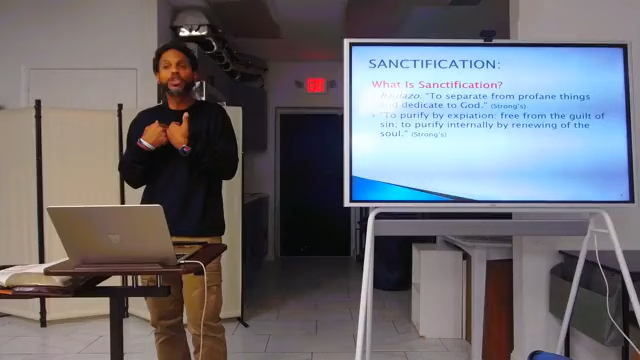 SANCTIFICATION:
What Is Sanctification?
"To separate from profane things
and dedicate to God." (Strong's)
"To purify by expiation: free from the guilt of
sin; to purify internally by renewing of the
soul." (Strong's)
EXIT